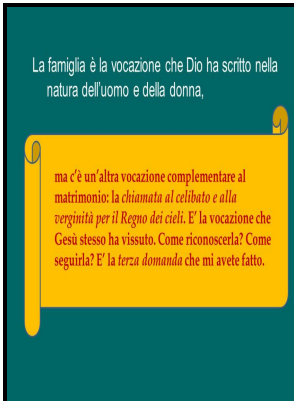 La famiglia è la vocazione che Dio ha scritto nella
natura dell'uomo e della donna,
ma c'è un'altra vocazione complementare al
matrimonio: la chiamata al celibato e alla
verginità per il Regno dei cieli. E' la vocazione che
Gesù stesso ha vissuto. Come riconoscerla? Come
seguirla? E' la terza domanda che mi avete fatto.